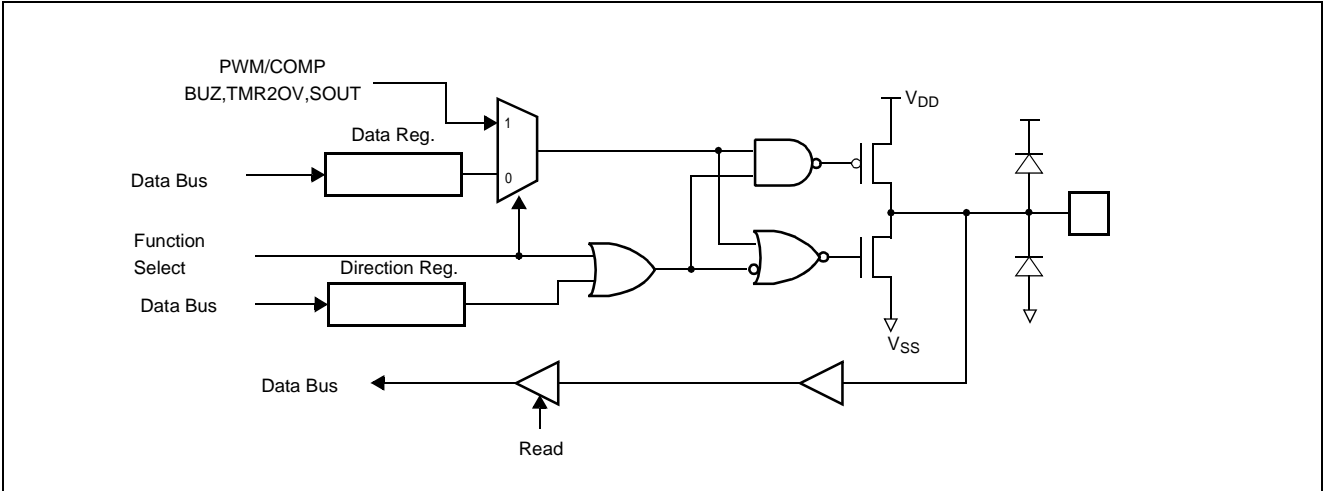 PWM/COMP
BUZ,TMR2OV,SOUT
VDD
1
Data Reg.
0
Data Bus
Function
Select
Direction Reg.
Data Bus
VSS
Data Bus
Read